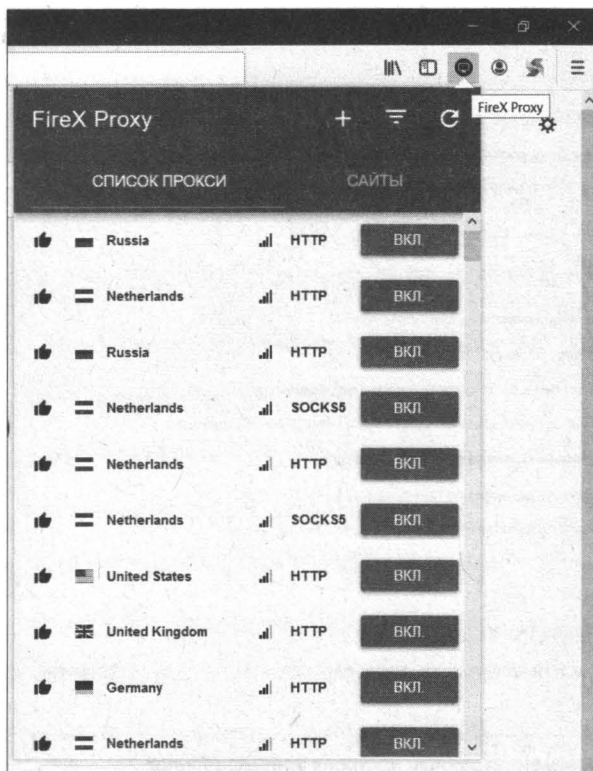 FireX Proxy
FireX Proxy
СПИСОК ПРОКСИ САЙТЫ
Russia HTTP ВКЛ.
Netherlands HTTP ВКЛ.
Russia HTTP ВКЛ.
Netherlands SOCKS5 ВКЛ.
Netherlands HTTP ВКЛ.
Netherlands SOCKS5 ВКЛ.
United States HTTP ВКЛ.
United Kingdom HTTP ВКЛ.
Germany HTTP ВКЛ.
Netherlands HTTP ВКЛ.